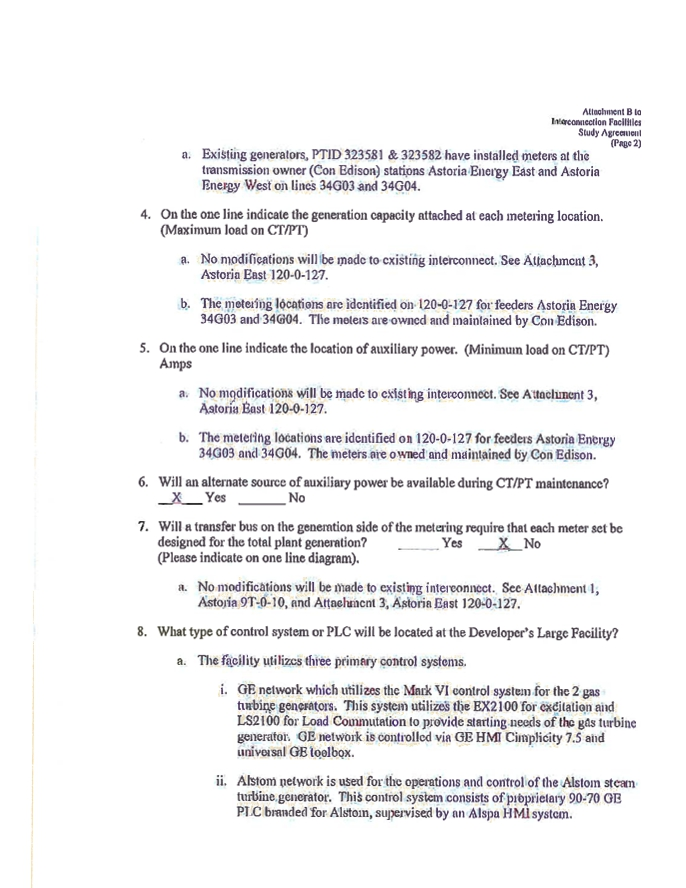 Attachment B to
Interconnection Facilities
Study Agreement
(Page 2)
a. Existing generators, PTID 323581 & 323582 have installed meters at the
transmission owner (Con Edison) stations Astoria Energy East and Astoria
Energy West on lines 34G03 and 34G04.
4. On the one line indicate the generation capacity attached at each metering location.
(Maximum load on CT/PT)
a. No modifications will be made to existing interconnect. See Attachment 3,
Astoria East 120-0-127.
b. The metering locations are identified on 120-0-127 for feeders Astoria Energy
34G03 and 34G04. The meters are owned and maintained by Con Edison.
5. On the one line indicate the location of auxiliary power. (Minimum load on CT/PT)
Amps
a. No modifications will be made to existing interconnect. See Attachment 3,
Astoria East 120-0-127.
b. The metering locations are identified on 120-0-127 for feeders Astoria Energy
34G03 and 34G04. The meters are owned and maintained by Con Edison.
6. Will an alternate source of auxiliary power be available during CT/PT maintenance?
__X__ Yes ______ No
7. Will a transfer bus on the generation side of the metering require that each meter set be
designed for the total plant generation? _____ Yes __X__ No
(Please indicate on one line diagram).
a. No modifications will be made to existing interconnect. See Attachment 1,
Astoria 9T-0-10, and Attachment 3, Astoria East 120-0-127.
8. What type of control system or PLC will be located at the Developer's Large Facility?
a. The facility utilizes three primary control systems.
i. GE network which utilizes the Mark VI control system for the 2 gas
turbine generators. This system utilizes the EX2100 for excitation and
LS2100 for Load Commutation to provide starting needs of the gas turbine
generator. GE network is controlled via GE HMI Cimplicity 7.5 and
universal GE toolbox.
ii. Alstom network is used for the operations and control of the Alstom steam
turbine generator. This control system consists of proprietary 90-70 GE
PLC branded for Alstom, supervised by an Alspa HMI system.